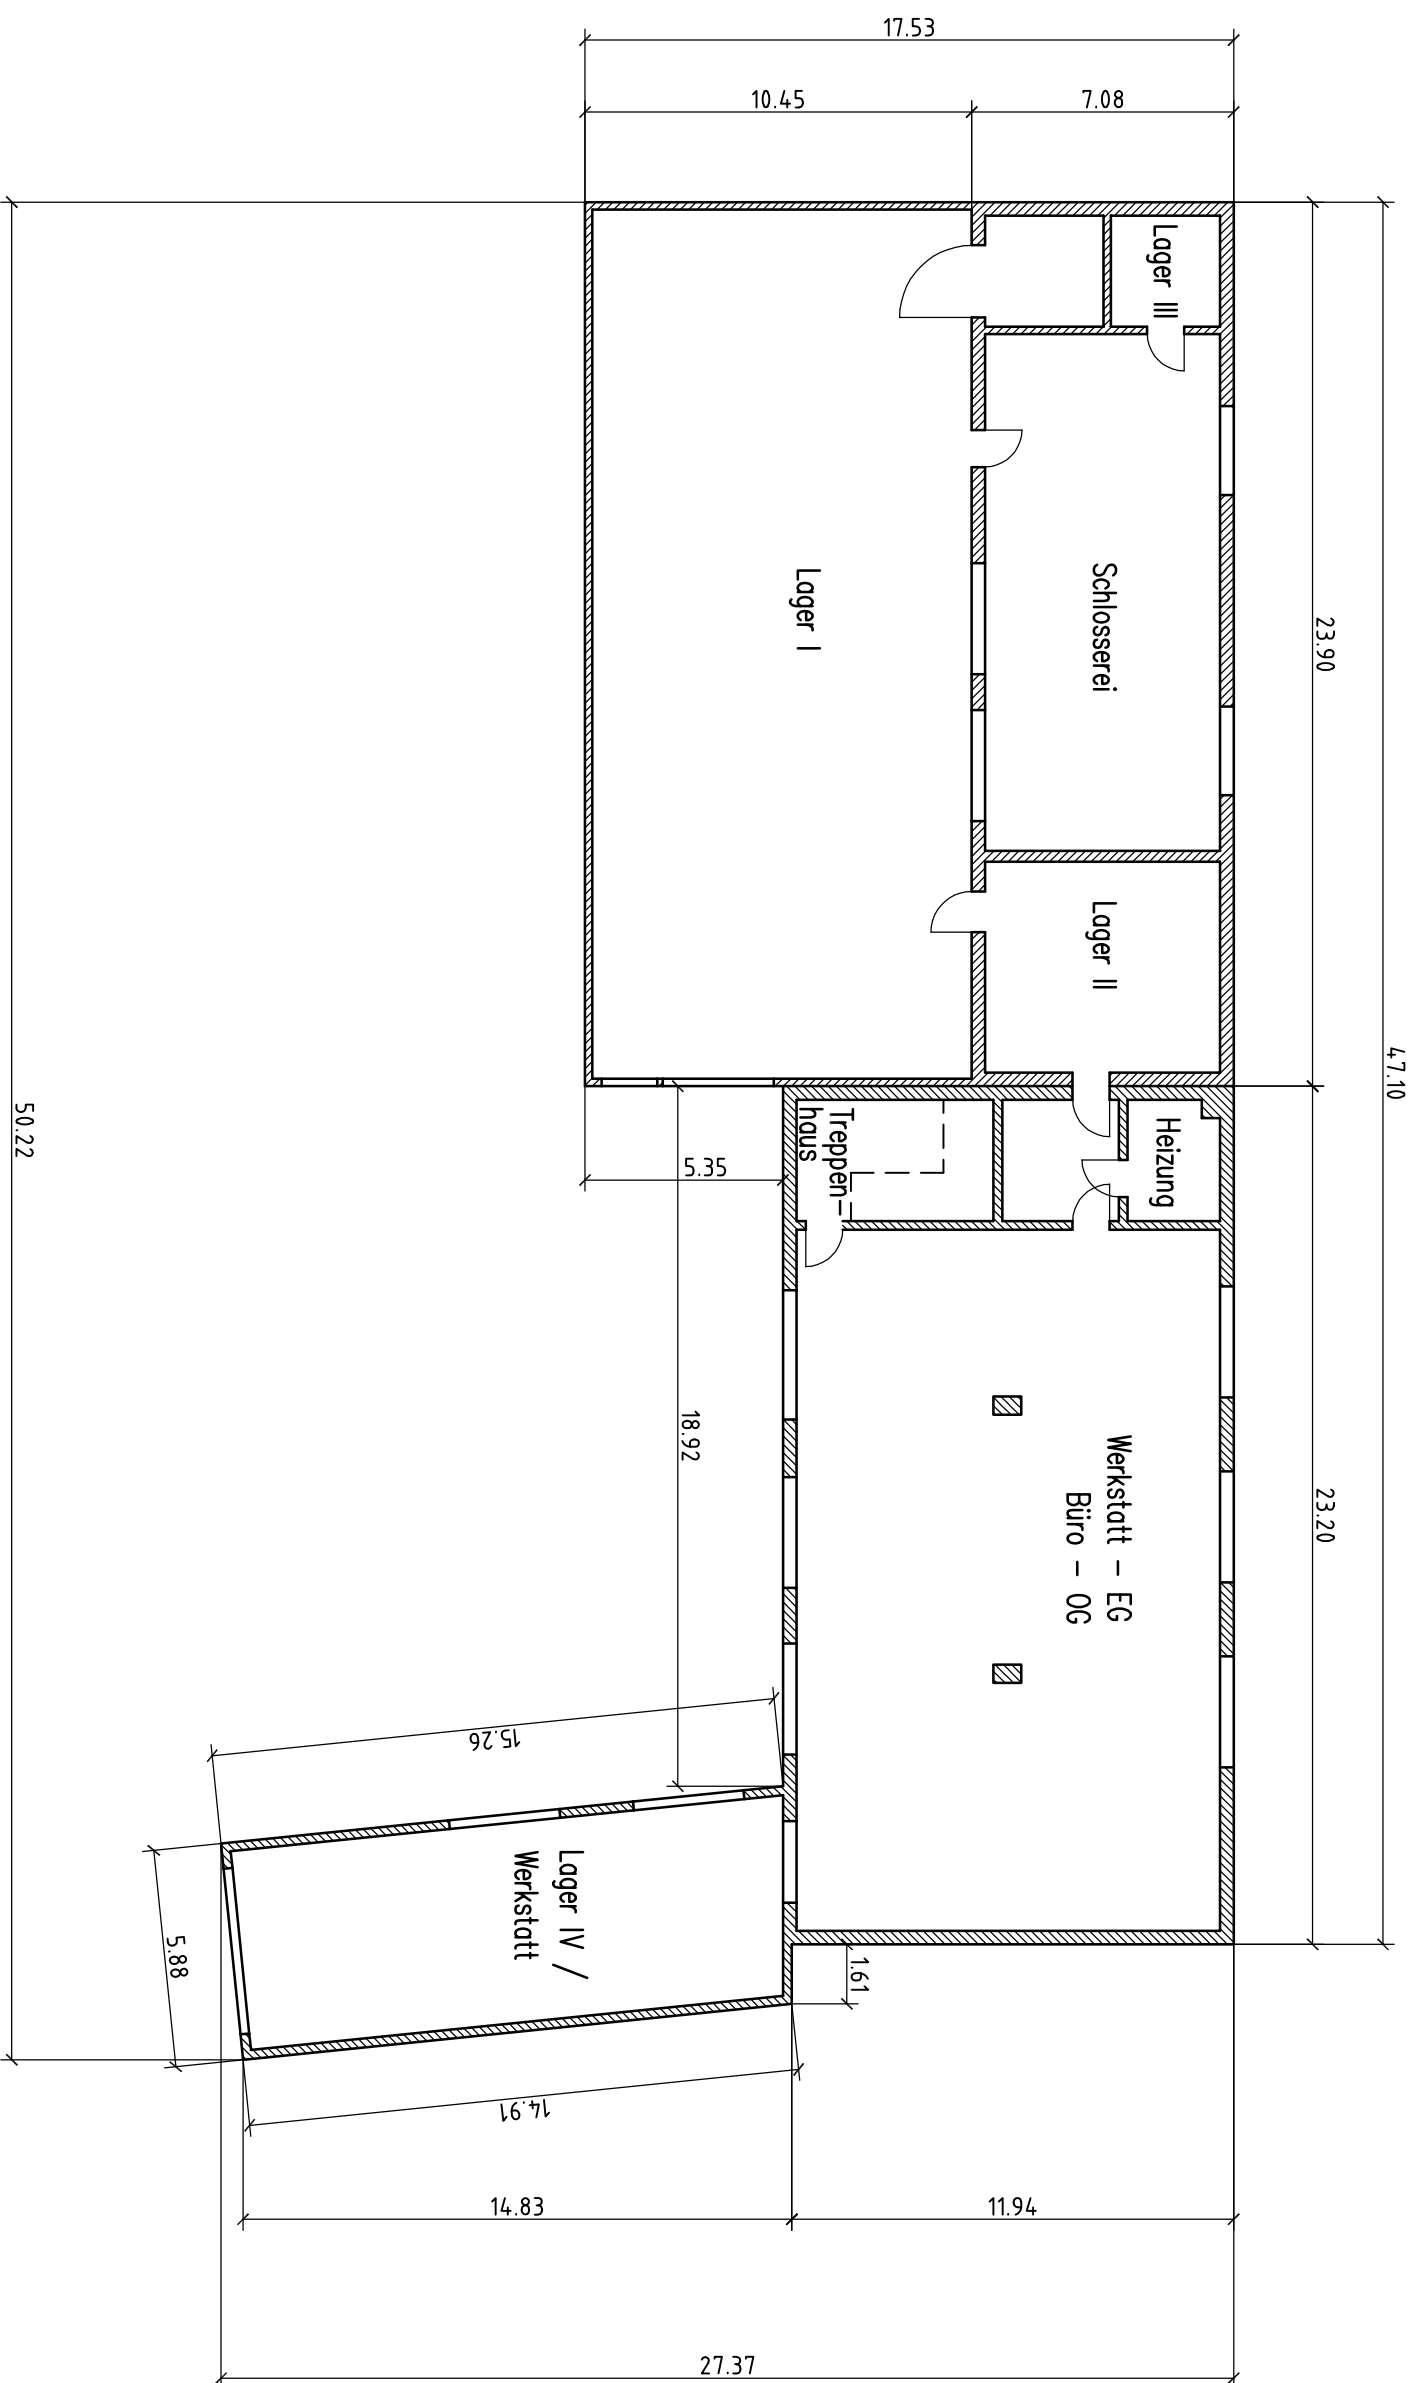 17.53
10.45
7.08
Lager III
Schlosserei
Lager I
23.90
Lager II
47.10
50.22
Treppen-
haus
Heizung
5.35
18.92
Werkstatt - EG
Büro - OG
23.20
15.26
Lager IV /
Werkstatt
5.88
1.61
14.91
14.83
11.94
27.37